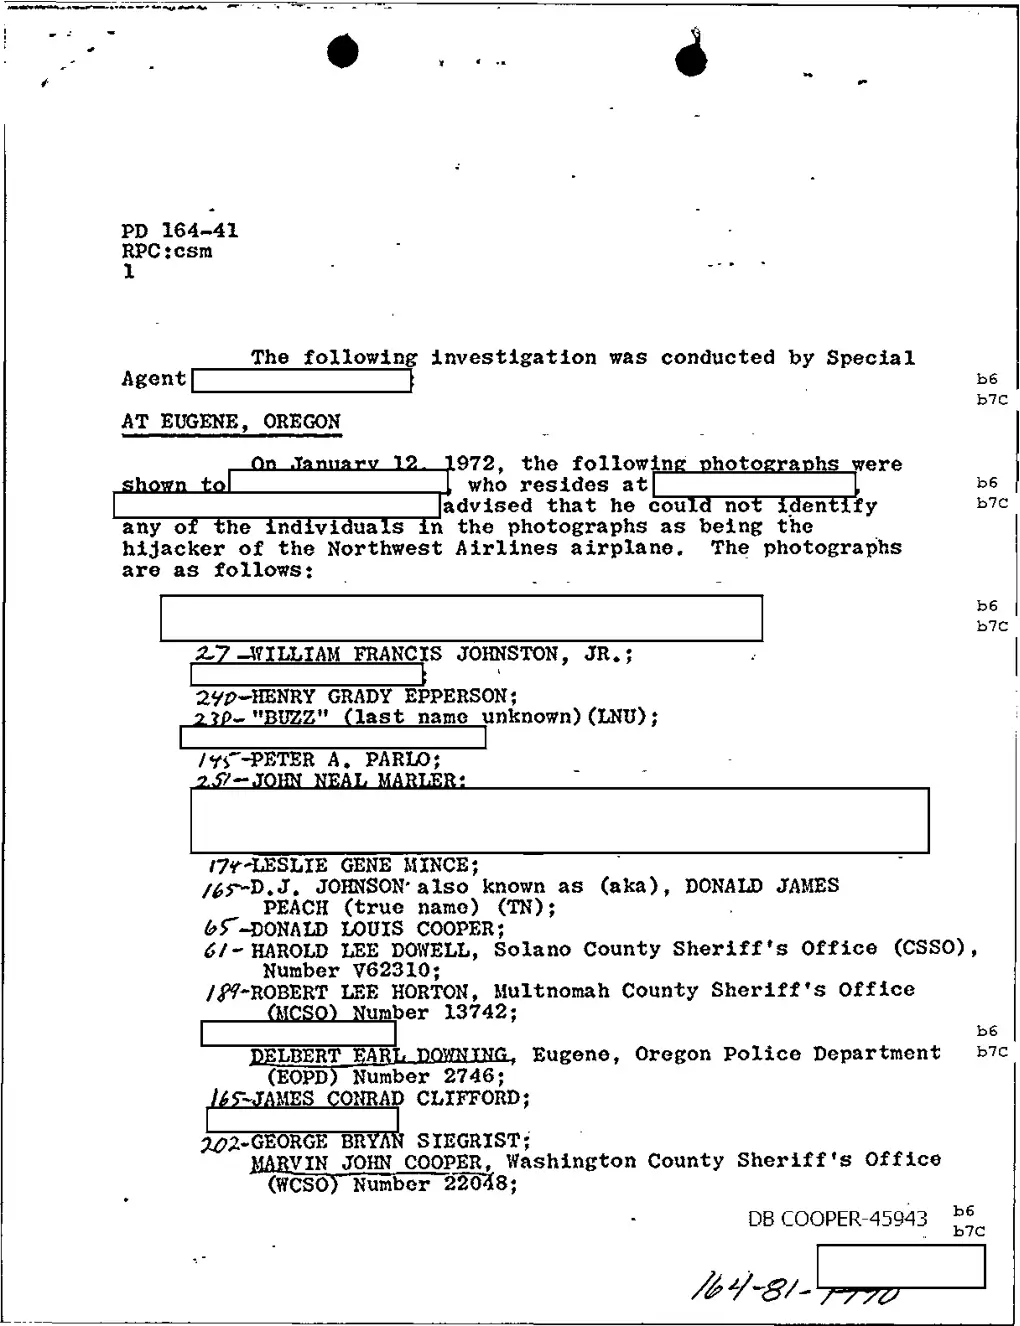 PD 164-41
RPC:csm
1
The following investigation was conducted by Special
Agent
b6
b7C
AT EUGENE, OREGON
On January 12, 1972, the following photographs were
shown to , who resides at ,
b6
advised that he could not identify
b7C
any of the individuals in the photographs as being the
hijacker of the Northwest Airlines airplane. The photographs
are as follows:
b6
b7C
27-WILLIAM FRANCIS JOHNSTON, JR.;
;
240-HENRY GRADY EPPERSON;
230- "BUZZ" (last name unknown)(LNU);
145-PETER A. PARLO;
251-JOHN NEAL MARLER;
174-LESLIE GENE MINCE;
165-D.J. JOHNSON also known as (aka), DONALD JAMES
PEACH (true name) (TN);
65-DONALD LOUIS COOPER;
61-HAROLD LEE DOWELL, Solano County Sheriff's Office (CSSO),
Number V62310;
189-ROBERT LEE HORTON, Multnomah County Sheriff's Office
(MCSO) Number 13742;
b6
DELBERT EARL DOWNING, Eugene, Oregon Police Department
b7C
(EOPD) Number 2746;
165-JAMES CONRAD CLIFFORD;
202-GEORGE BRYAN SIEGRIST;
MARVIN JOHN COOPER, Washington County Sheriff's Office
(WCSO) Number 22048;
DB COOPER-45943
b6
b7C
164-81-